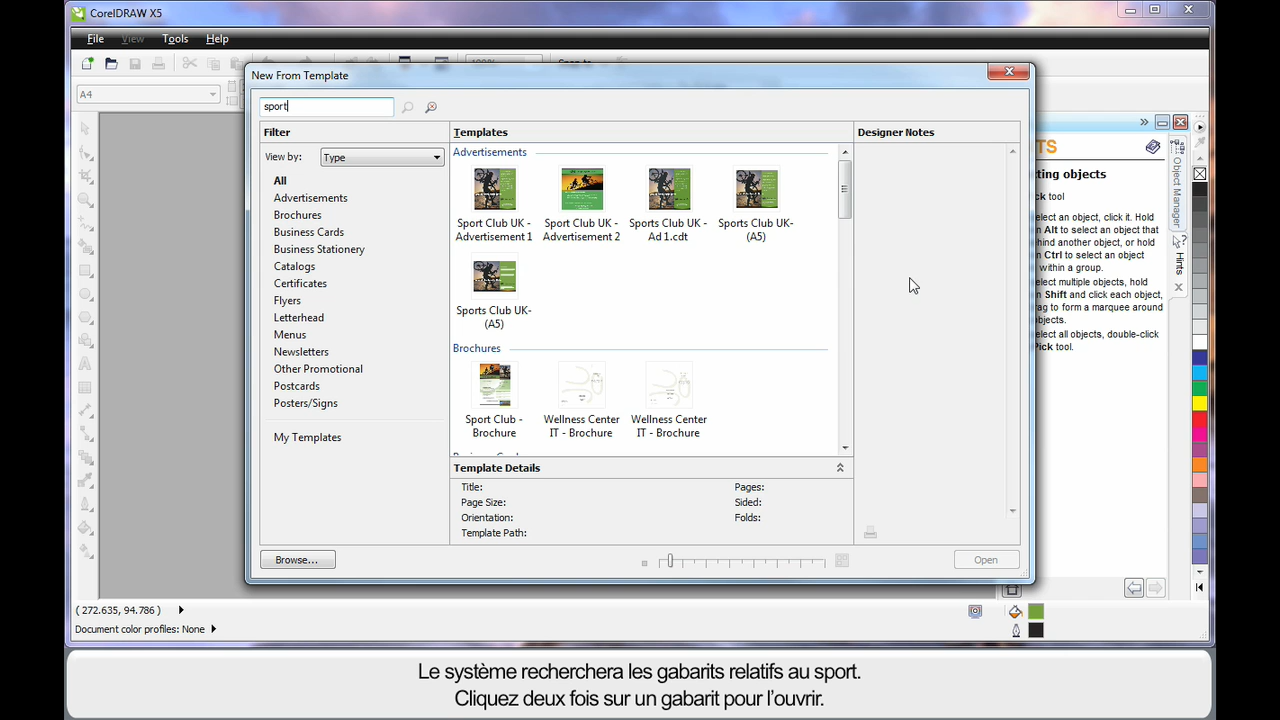 CorelDRAW X5
File View Tools Help
100% Snap to
A4
New From Template
sport
Filter
View by: Type
All
Advertisements
Brochures
Business Cards
Business Stationery
Catalogs
Certificates
Flyers
Letterhead
Menus
Newsletters
Other Promotional
Postcards
Posters/Signs
My Templates
Browse...
Templates
Advertisements
Sport Club UK - Advertisement 1
Sport Club UK - Advertisement 2
Sports Club UK - Ad 1.cdt
Sports Club UK- (A5)
Sports Club UK- (A5)
Brochures
Sport Club - Brochure
Wellness Center IT - Brochure
Wellness Center IT - Brochure
Template Details
Title:
Page Size:
Orientation:
Template Path:
Pages:
Sided:
Folds:
Designer Notes
Open
TS
cting objects
k tool
elect an object, click it. Hold
n Alt to select an object that
ehind another object, or hold
n Ctrl to select an object
within a group.
elect multiple objects, hold
n Shift and click each object,
rag to form a marquee around
bjects.
elect all objects, double-click
Pick tool.
Object Manager
Hints
( 272.635, 94.786 )
Document color profiles: None
Le système recherchera les gabarits relatifs au sport.
Cliquez deux fois sur un gabarit pour l’ouvrir.